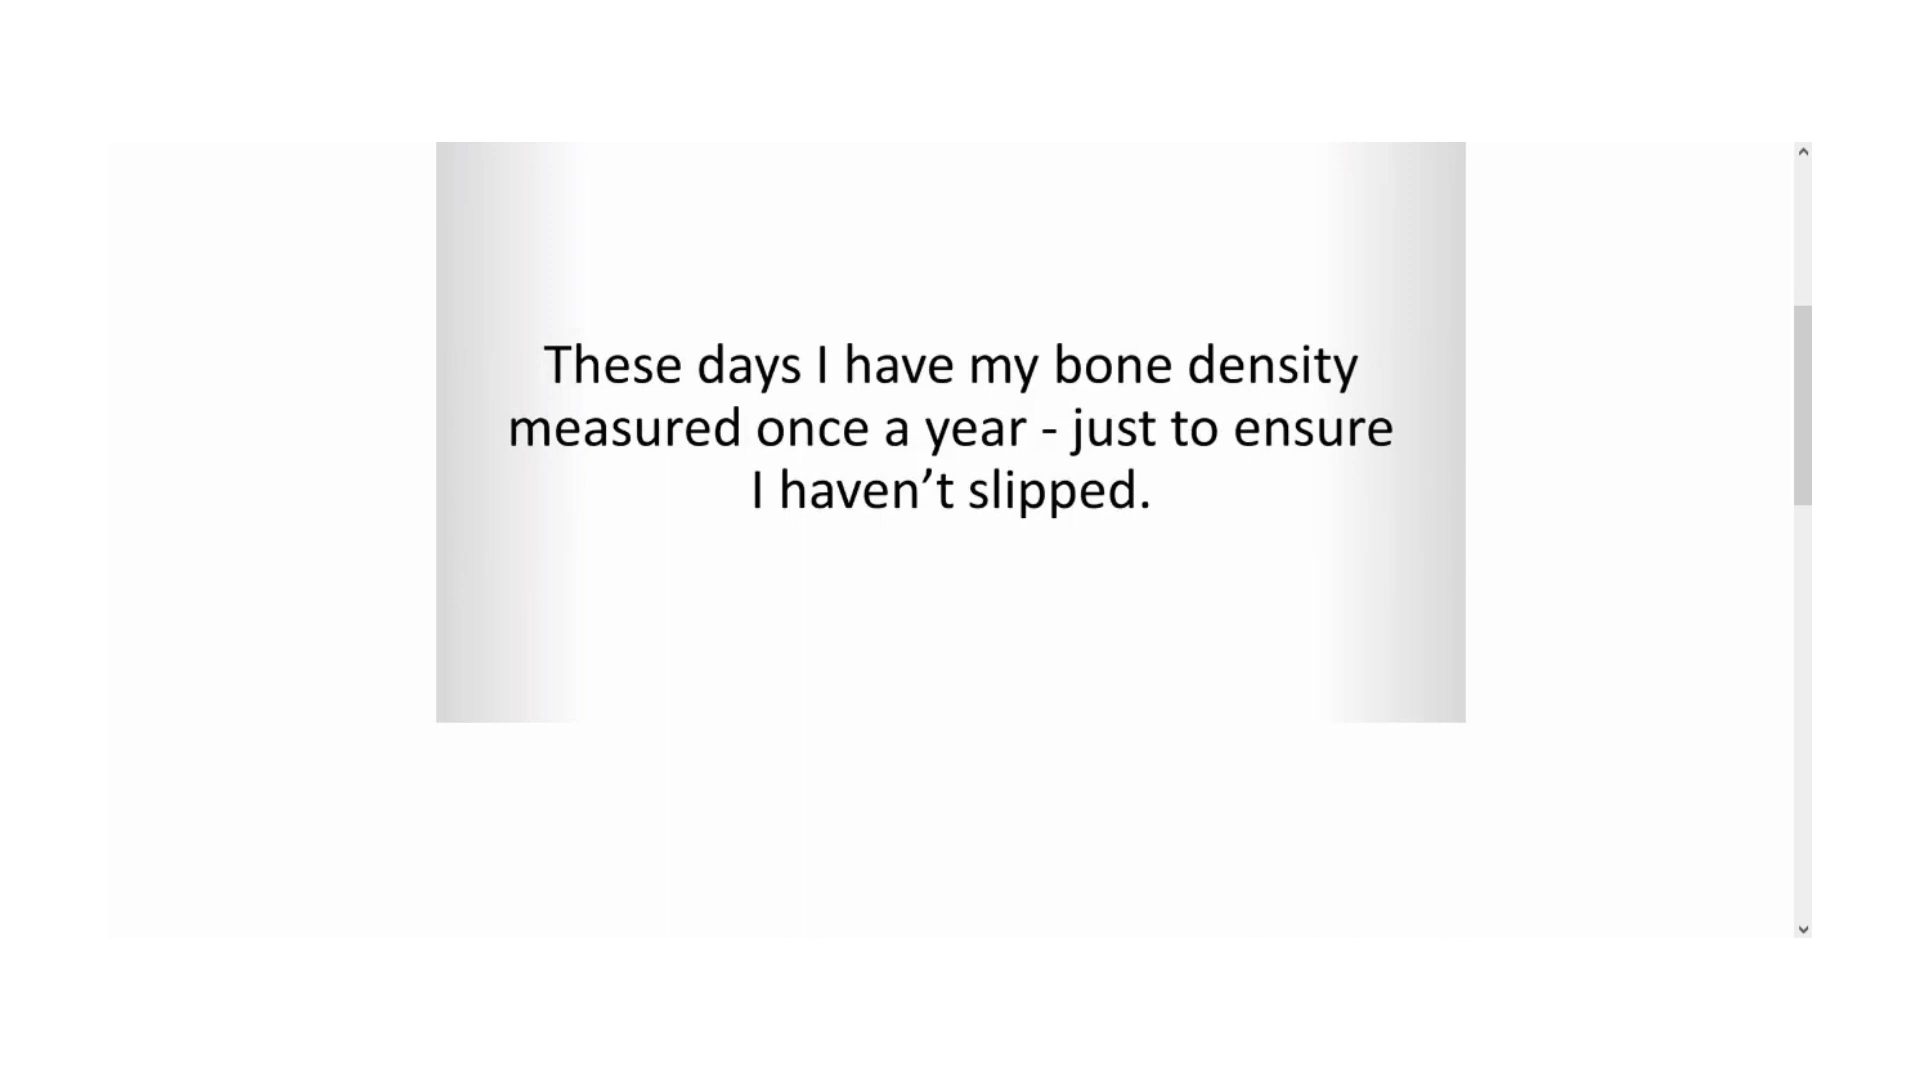 These days I have my bone density
measured once a year - just to ensure
I haven’t slipped.